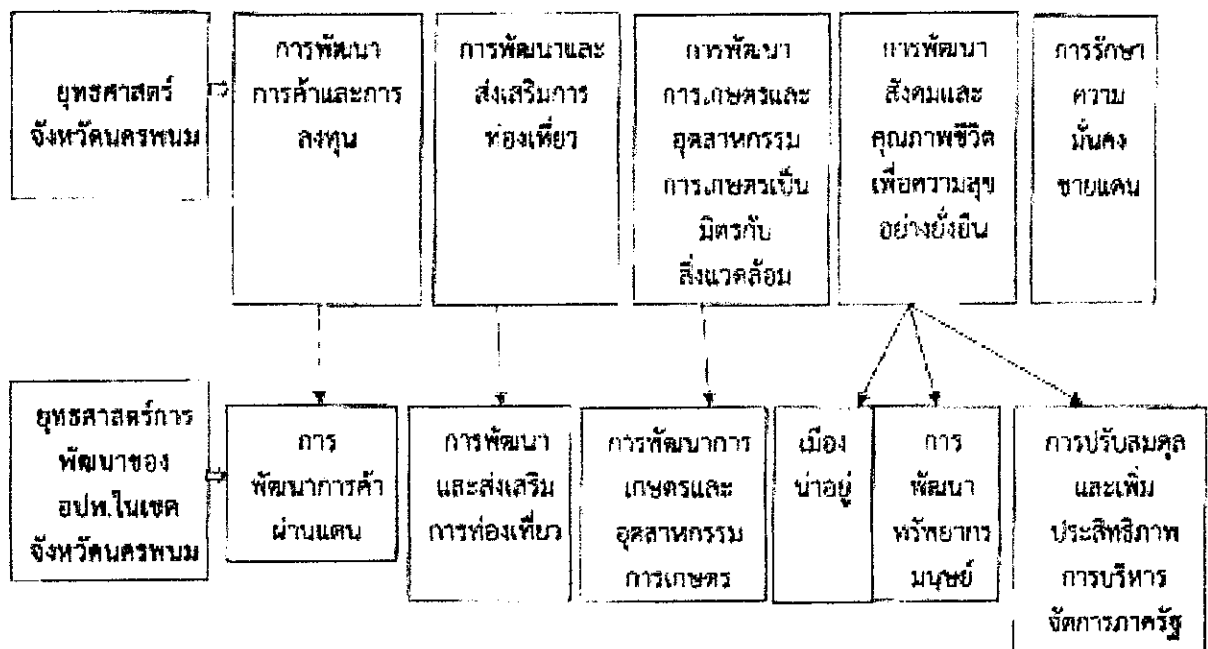 ยุทธศาสตร์
จังหวัดนครพนม
การพัฒนา
การค้าและการ
ลงทุน
การพัฒนาและ
ส่งเสริมการ
ท่องเที่ยว
การพัฒนา
การเกษตรและ
อุตสาหกรรม
การเกษตรเป็น
มิตรกับ
สิ่งแวดล้อม
การพัฒนา
สังคมและ
คุณภาพชีวิต
เพื่อความสุข
อย่างยั่งยืน
การรักษา
ความ
มั่นคง
ชายแดน
ยุทธศาสตร์การ
พัฒนาของ
อปท.ในเขต
จังหวัดนครพนม
การ
พัฒนาการค้า
ผ่านแดน
การพัฒนา
และส่งเสริม
การท่องเที่ยว
การพัฒนาการ
เกษตรและ
อุตสาหกรรม
การเกษตร
เมือง
น่าอยู่
การ
พัฒนา
ทรัพยากร
มนุษย์
การปรับสมดุล
และเพิ่ม
ประสิทธิภาพ
การบริหาร
จัดการภาครัฐ